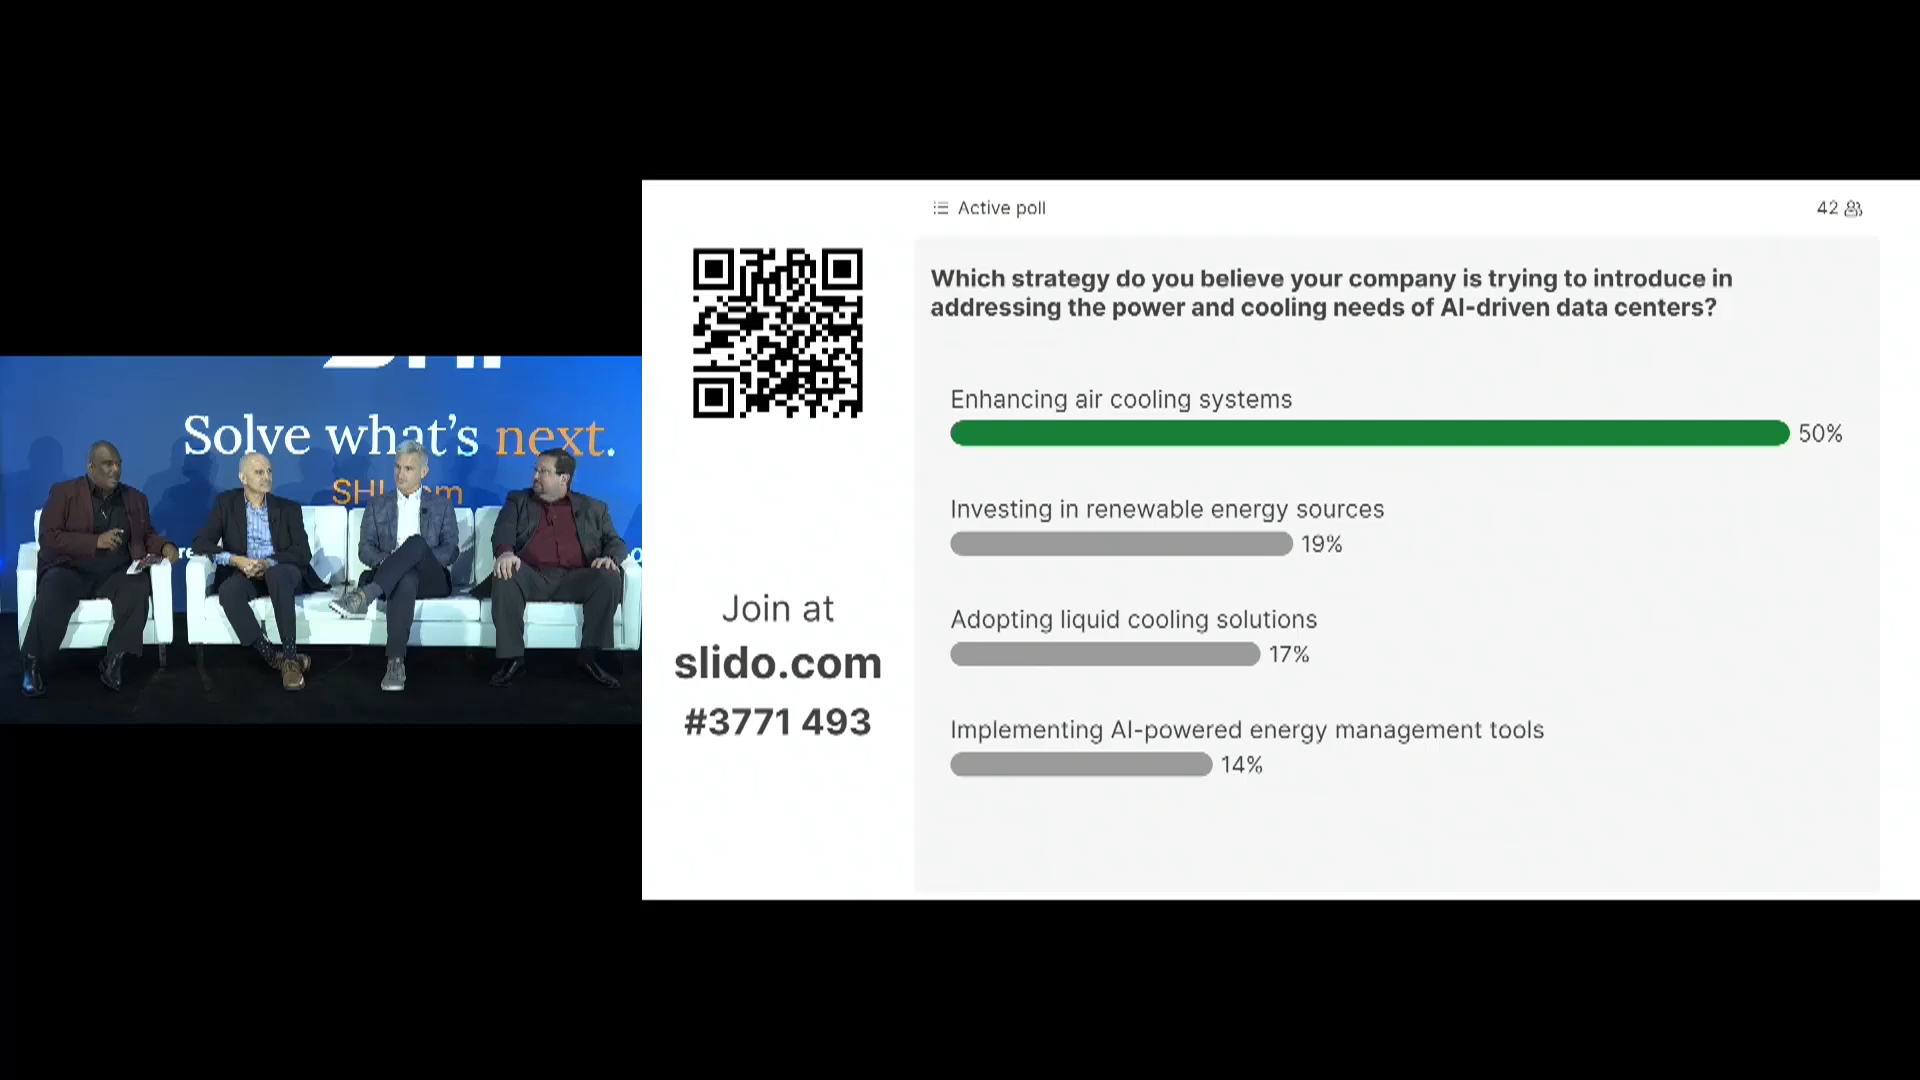 SHI
Solve what's next.
SHI.com
Active poll
42
Which strategy do you believe your company is trying to introduce in
addressing the power and cooling needs of AI-driven data centers?
Enhancing air cooling systems
50%
Investing in renewable energy sources
19%
Adopting liquid cooling solutions
17%
Implementing AI-powered energy management tools
14%
Join at
slido.com
#3771 493